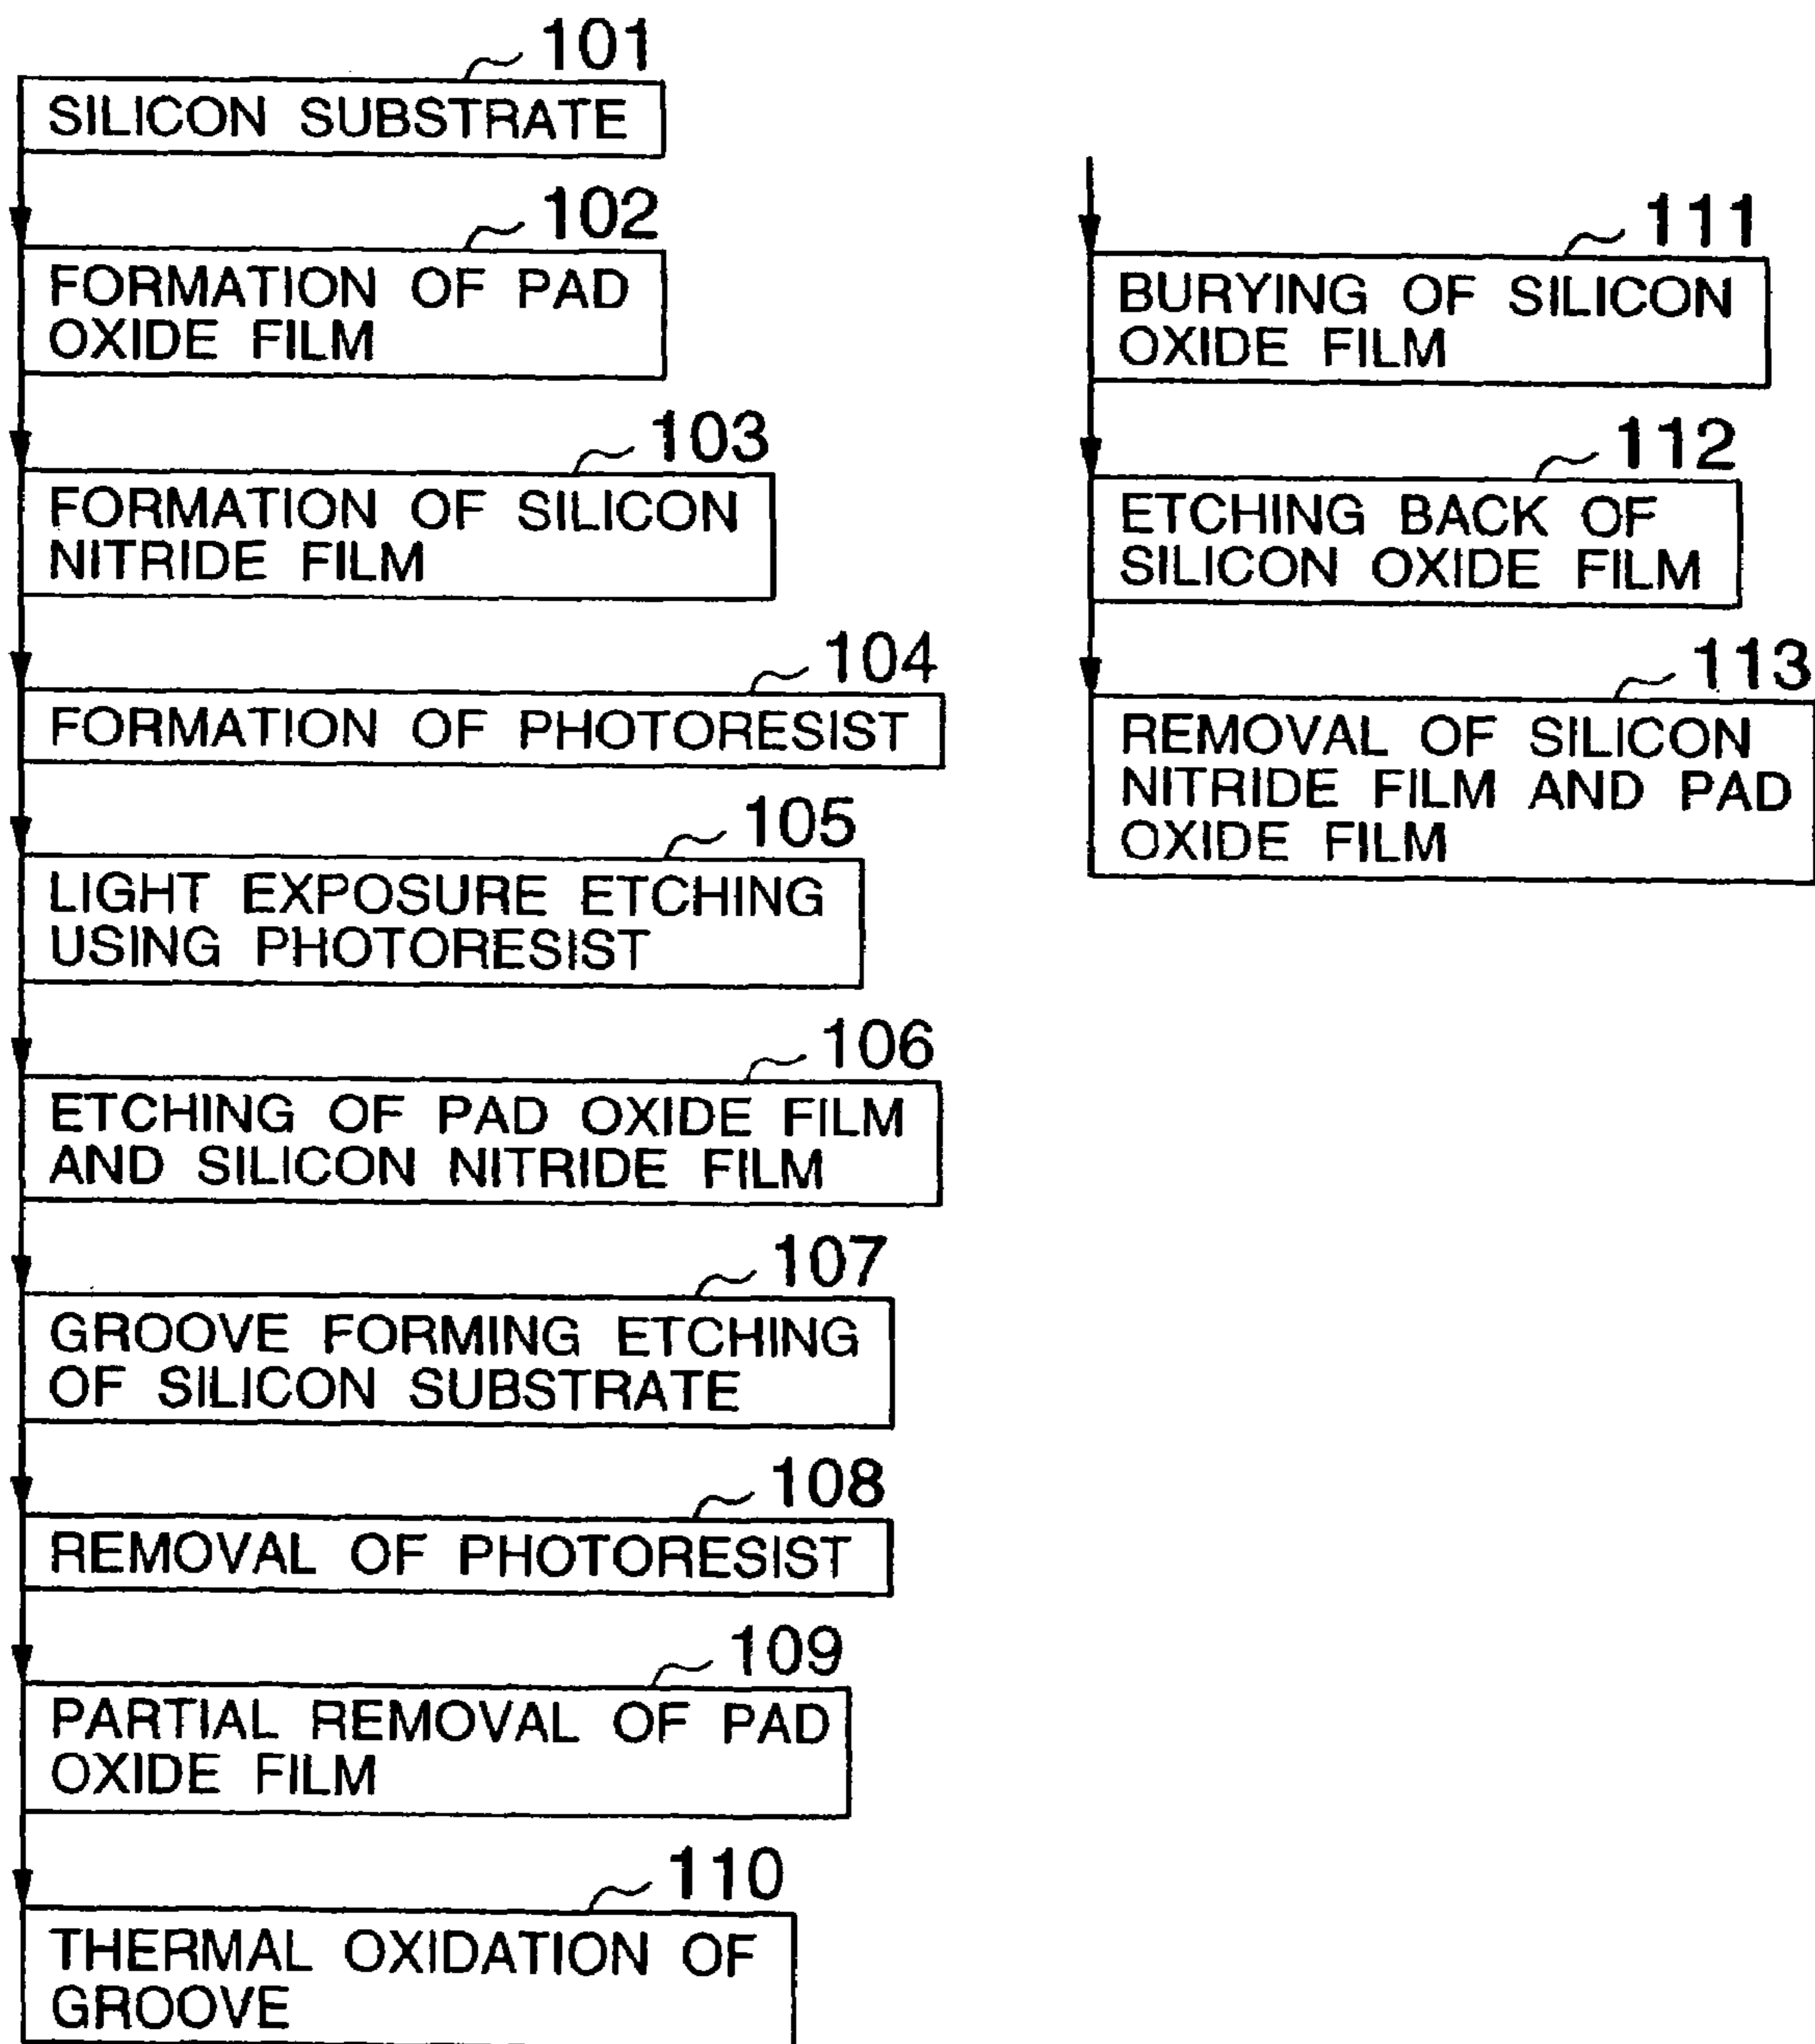 101
SILICON SUBSTRATE
102
FORMATION OF PAD
OXIDE FILM
103
FORMATION OF SILICON
NITRIDE FILM
104
FORMATION OF PHOTORESIST
105
LIGHT EXPOSURE ETCHING
USING PHOTORESIST
106
ETCHING OF PAD OXIDE FILM
AND SILICON NITRIDE FILM
107
GROOVE FORMING ETCHING
OF SILICON SUBSTRATE
108
REMOVAL OF PHOTORESIST
109
PARTIAL REMOVAL OF PAD
OXIDE FILM
110
THERMAL OXIDATION OF
GROOVE
111
BURYING OF SILICON
OXIDE FILM
112
ETCHING BACK OF
SILICON OXIDE FILM
113
REMOVAL OF SILICON
NITRIDE FILM AND PAD
OXIDE FILM